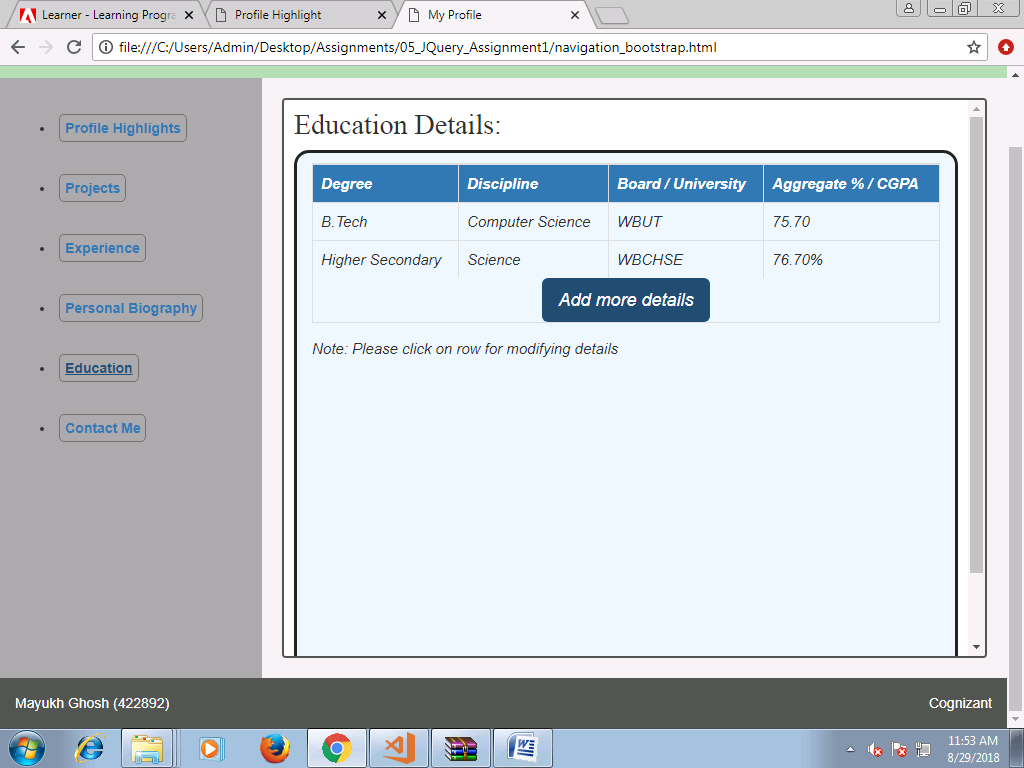 Learner - Learning Progra
Profile Highlight
My Profile
file:///C:/Users/Admin/Desktop/Assignments/05_JQuery_Assignment1/navigation_bootstrap.html
Profile Highlights
Projects
Experience
Personal Biography
Education
Contact Me
Education Details:
Degree Discipline Board / University Aggregate % / CGPA
B.Tech Computer Science WBUT 75.70
Higher Secondary Science WBCHSE 76.70%
Add more details
Note: Please click on row for modifying details
Mayukh Ghosh (422892) Cognizant
11:53 AM
8/29/2018